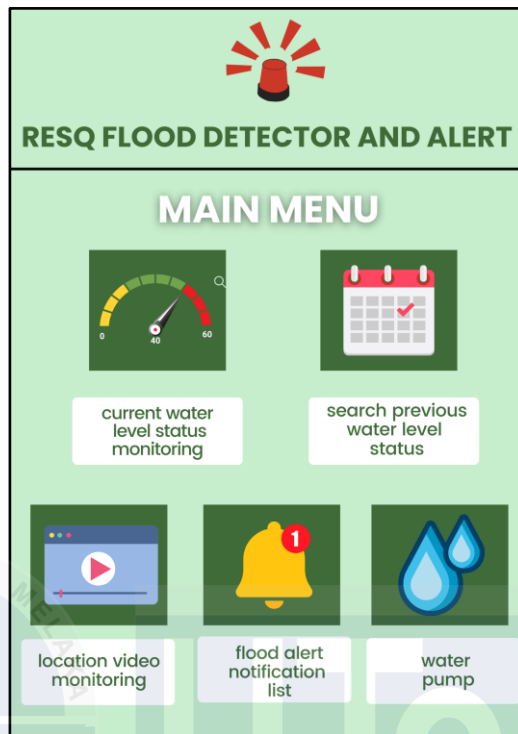 RESQ FLOOD DETECTOR AND ALERT
MAIN MENU
0
40
60
current water
level status
monitoring
search previous
water level
status
1
location video
monitoring
flood alert
notification
list
water
pump
MELAKA